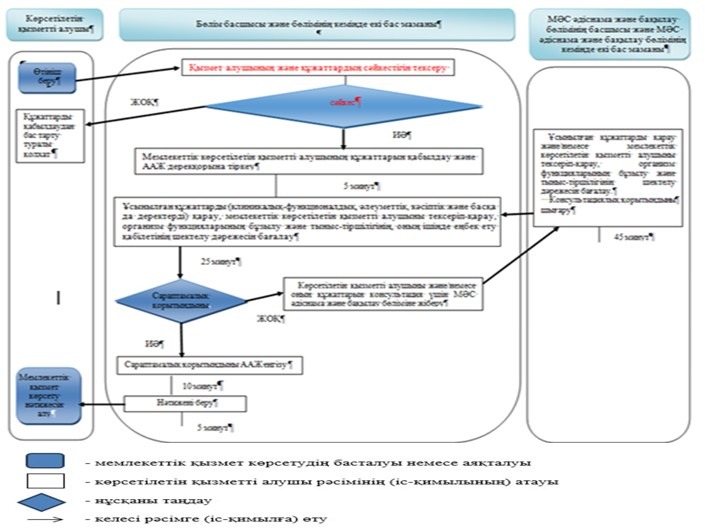 Көрсетілетін
қызметті алушы¶
Бөлім басшысы және бөлімінің кемінде екі бас маманы¶
МӘС әдіснама және бақылау
бөлімінің басшысы және МӘС
әдіснама және бақылау бөлімінің
кемінде екі бас маманы¶
Өтініш
беру¶
Қызмет алушының және құжаттардың сәйкестігін тексеру
сәйкес¶
ЖОҚ¶
ИӘ¶
Құжаттарды
қабылдаудан
бас тарту
туралы
қолхат¶
Мемлекеттік көрсетілетін қызметті алушының құжаттарын қабылдау және
ААЖ дерекқорына тіркеу¶
5 минут¶
Ұсынылған құжаттарды (клиникалық-функционалдық, әлеуметтік, кәсіптік және басқа
да деректерді) қарау, мемлекеттік көрсетілетін қызметті алушыны тексеріп-қарау,
организм функцияларының бұзылу және тыныс-тіршілігінің, оның ішінде еңбек ету
қабілетінің шектелу дәрежесін бағалау¶
Ұсынылған құжаттарды қарау
және/немесе мемлекеттік
көрсетілетін қызметті алушыны
тексеріп-қарау, организм
функцияларының бұзылу және
тыныс-тіршілігінің шектелу
дәрежесін бағалау.¶
Консультациялық қорытындыны
шығару¶
45 минут¶
25 минут¶
Сараптамалық
қорытынды¶
Көрсетілетін қызметті алушыны және/немесе
оның құжаттарын консультация үшін МӘС
әдіснама және бақылау бөліміне жіберу¶
ЖОҚ¶
ИӘ¶
Сараптамалық қорытындыны ААЖ енгізу¶
10 минут¶
Нәтижені беру¶
5 минут¶
Мемлекеттік
қызмет
көрсету
нәтижесін
алу¶
- мемлекеттік қызмет көрсетудің басталуы немесе аяқталуы
- көрсетілетін қызметті алушы рәсімінің (іс-қимылының) атауы
- нұсқаны таңдау
- келесі рәсімге (іс-қимылға) өту